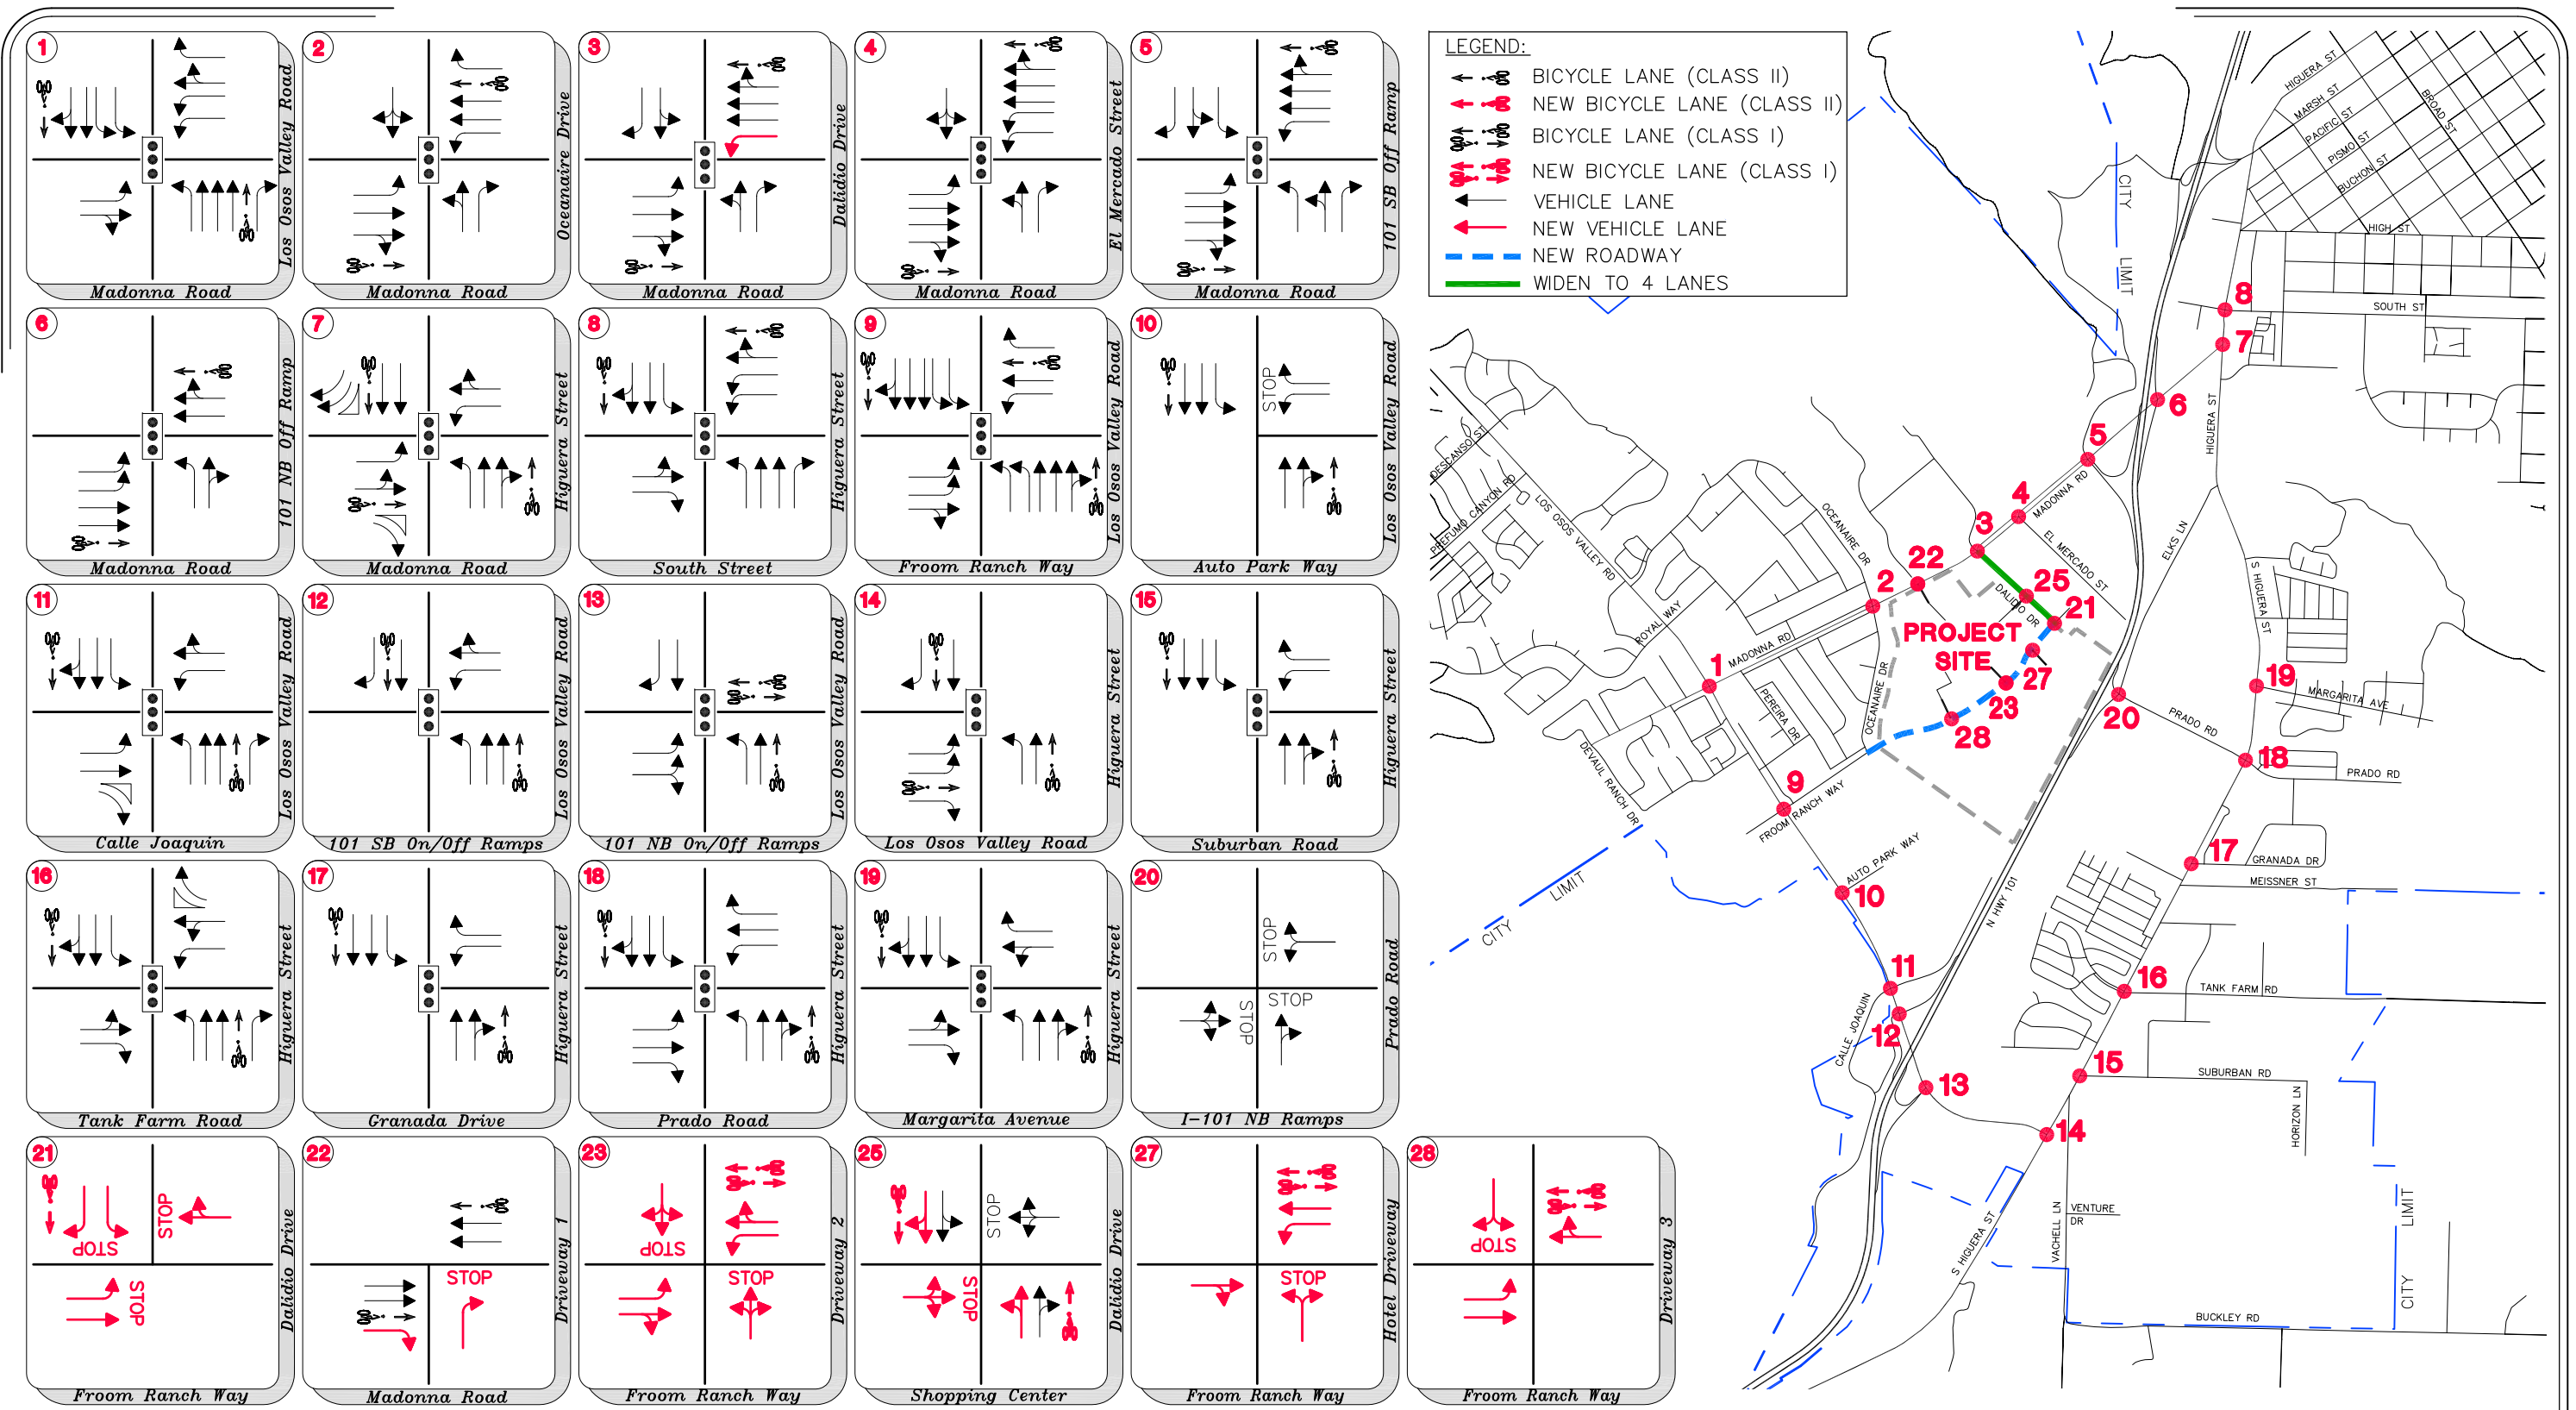 1
Los Osos Valley Road
Madonna Road
2
Oceanaire Drive
Madonna Road
3
Dalidio Drive
Madonna Road
4
El Mercado Street
Madonna Road
5
101 SB Off Ramp
Madonna Road
6
101 NB Off Ramp
Madonna Road
7
Higuera Street
Madonna Road
8
Higuera Street
South Street
9
Los Osos Valley Road
Froom Ranch Way
10
STOP
Los Osos Valley Road
Auto Park Way
11
Los Osos Valley Road
Calle Joaquin
12
Los Osos Valley Road
101 SB On/Off Ramps
13
Los Osos Valley Road
101 NB On/Off Ramps
14
Higuera Street
Los Osos Valley Road
15
Higuera Street
Suburban Road
16
Higuera Street
Tank Farm Road
17
Higuera Street
Granada Drive
18
Higuera Street
Prado Road
19
Higuera Street
Margarita Avenue
20
STOP
STOP
STOP
Prado Road
I-101 NB Ramps
21
STOP
STOP
STOP
Dalidio Drive
Froom Ranch Way
22
STOP
Driveway 1
Madonna Road
23
STOP
STOP
Driveway 2
Froom Ranch Way
25
STOP
STOP
Dalidio Drive
Shopping Center
27
STOP
Hotel Driveway
Froom Ranch Way
28
STOP
Driveway 3
Froom Ranch Way
LEGEND:
BICYCLE LANE (CLASS II)
NEW BICYCLE LANE (CLASS II)
BICYCLE LANE (CLASS I)
NEW BICYCLE LANE (CLASS I)
VEHICLE LANE
NEW VEHICLE LANE
NEW ROADWAY
WIDEN TO 4 LANES
HIGUERA ST
MARSH ST
PACIFIC ST
PISMO ST
BUCHON ST
BROAD ST
HIGH ST
CITY LIMIT
8
SOUTH ST
7
6
HIGUERA ST
5
4
MADONNA RD
3
EL MERCADO ST
ELKS LN
DESCANSO ST
PREFUMO CANYON RD
LOS OSOS VALLEY RD
OCEANAIRE DR
22
2
25
21
DALIDIO DR
PROJECT
SITE
S HIGUERA ST
ROYAL WAY
MADONNA RD
1
PEREIRA DR
OCEANAIRE DR
27
23
28
19
MARGARITA AVE
20
PRADO RD
18
PRADO RD
DEVAUL RANCH DR
9
FROOM RANCH WAY
17
GRANADA DR
MEISSNER ST
AUTO PARK WAY
10
CITY LIMIT
N HWY 101
11
16
TANK FARM RD
CALLE JOAQUIN
12
13
15
SUBURBAN RD
HORIZON LN
14
VACHELL LN
VENTURE
DR
S HIGUERA ST
CITY LIMIT
BUCKLEY RD